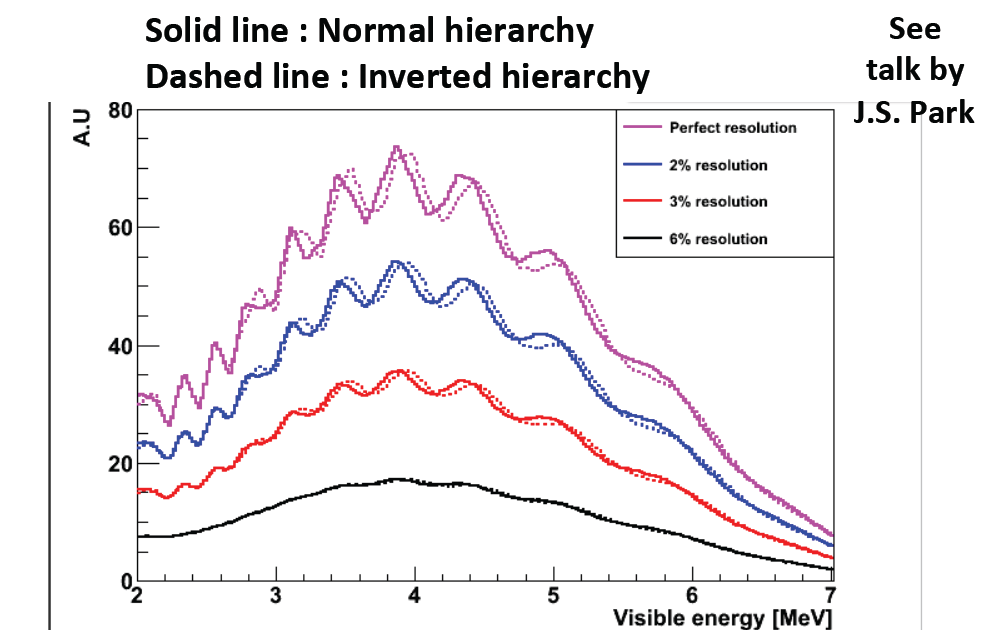 Solid line : Normal hierarchy
Dashed line : Inverted hierarchy
See
talk by
J.S. Park
A.U
80
60
40
20
0
Perfect resolution
2% resolution
3% resolution
6% resolution
2 3 4 5 6 7
Visible energy [MeV]